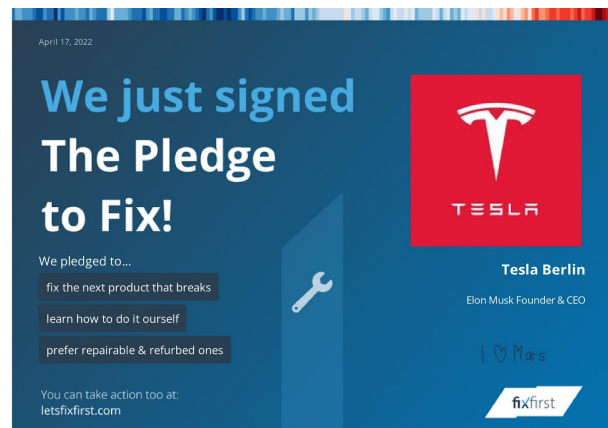 April 17, 2022
We just signed
The Pledge
to Fix!
We pledged to...
fix the next product that breaks
learn how to do it ourself
prefer repairable & refurbed ones
You can take action too at:
letsfixfirst.com
TESLA
Tesla Berlin
Elon Musk Founder & CEO
I ♡ Mars
fixfirst